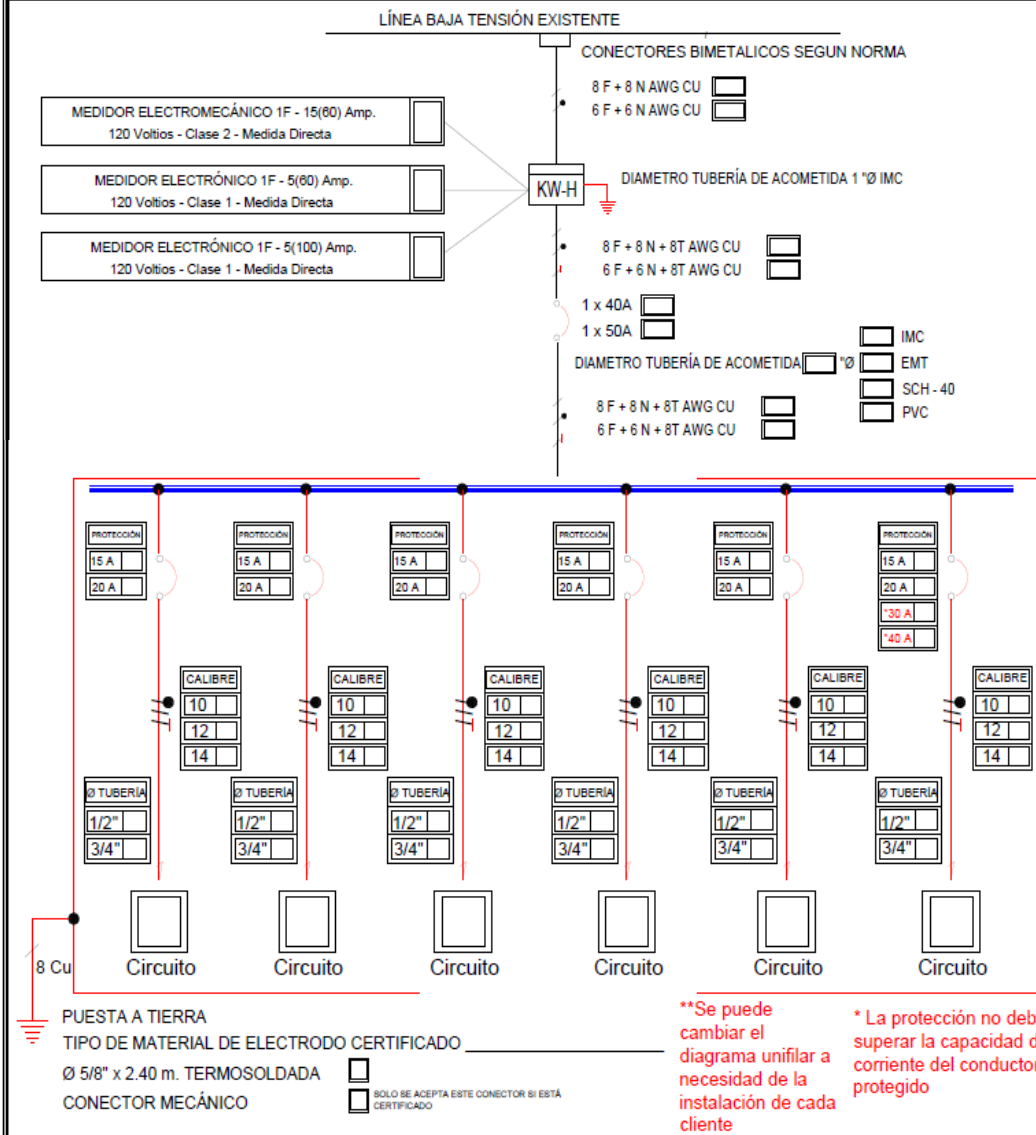 LÍNEA BAJA TENSIÓN EXISTENTE
CONECTORES BIMETALICOS SEGUN NORMA
8 F + 8 N AWG CU
6 F + 6 N AWG CU
MEDIDOR ELECTROMECÁNICO 1F - 15(60) Amp.
120 Voltios - Clase 2 - Medida Directa
MEDIDOR ELECTRÓNICO 1F - 5(60) Amp.
120 Voltios - Clase 1 - Medida Directa
MEDIDOR ELECTRÓNICO 1F - 5(100) Amp.
120 Voltios - Clase 1 - Medida Directa
KW-H
DIAMETRO TUBERÍA DE ACOMETIDA 1 "Ø IMC
8 F + 8 N + 8T AWG CU
6 F + 6 N + 8T AWG CU
1 x 40A
1 x 50A
DIAMETRO TUBERÍA DE ACOMETIDA "Ø
IMC
EMT
SCH - 40
PVC
8 F + 8 N + 8T AWG CU
6 F + 6 N + 8T AWG CU
PROTECCIÓN PROTECCIÓN PROTECCIÓN PROTECCIÓN PROTECCIÓN PROTECCIÓN
15 A 15 A 15 A 15 A 15 A 15 A
20 A 20 A 20 A 20 A 20 A 20 A
*30 A
*40 A
CALIBRE CALIBRE CALIBRE CALIBRE CALIBRE CALIBRE
10 10 10 10 10 10
12 12 12 12 12 12
14 14 14 14 14 14
Ø TUBERÍA Ø TUBERÍA Ø TUBERÍA Ø TUBERÍA Ø TUBERÍA Ø TUBERÍA
1/2" 1/2" 1/2" 1/2" 1/2" 1/2"
3/4" 3/4" 3/4" 3/4" 3/4" 3/4"
Circuito Circuito Circuito Circuito Circuito Circuito
8 Cu
PUESTA A TIERRA
TIPO DE MATERIAL DE ELECTRODO CERTIFICADO
Ø 5/8" x 2.40 m. TERMOSOLDADA
CONECTOR MECÁNICO
SOLO SE ACEPTA ESTE CONECTOR SI ESTÁ
CERTIFICADO
**Se puede
cambiar el
diagrama unifilar a
necesidad de la
instalación de cada
cliente
* La protección no deb
superar la capacidad d
corriente del conductor
protegido